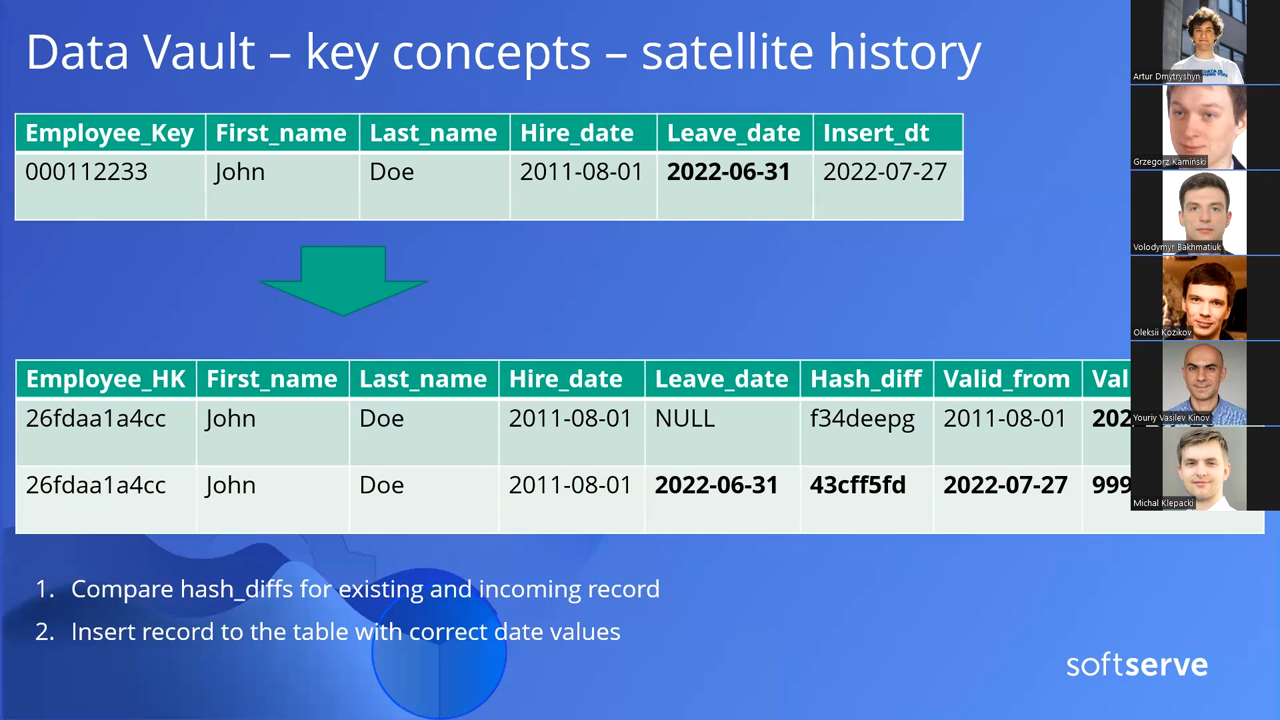 Data Vault – key concepts – satellite history
Employee_Key First_name Last_name Hire_date Leave_date Insert_dt
000112233 John Doe 2011-08-01 2022-06-31 2022-07-27
Employee_HK First_name Last_name Hire_date Leave_date Hash_diff Valid_from Val
26fdaa1a4cc John Doe 2011-08-01 NULL f34deepg 2011-08-01 202
26fdaa1a4cc John Doe 2011-08-01 2022-06-31 43cff5fd 2022-07-27 999
1. Compare hash_diffs for existing and incoming record
2. Insert record to the table with correct date values
softserve
Artur Dmytryshyn
Grzegorz Kamiński
Volodymyr Bakhmatiuk
Oleksii Kozikov
Youriy Vasilev Kinov
Michal Klepacki